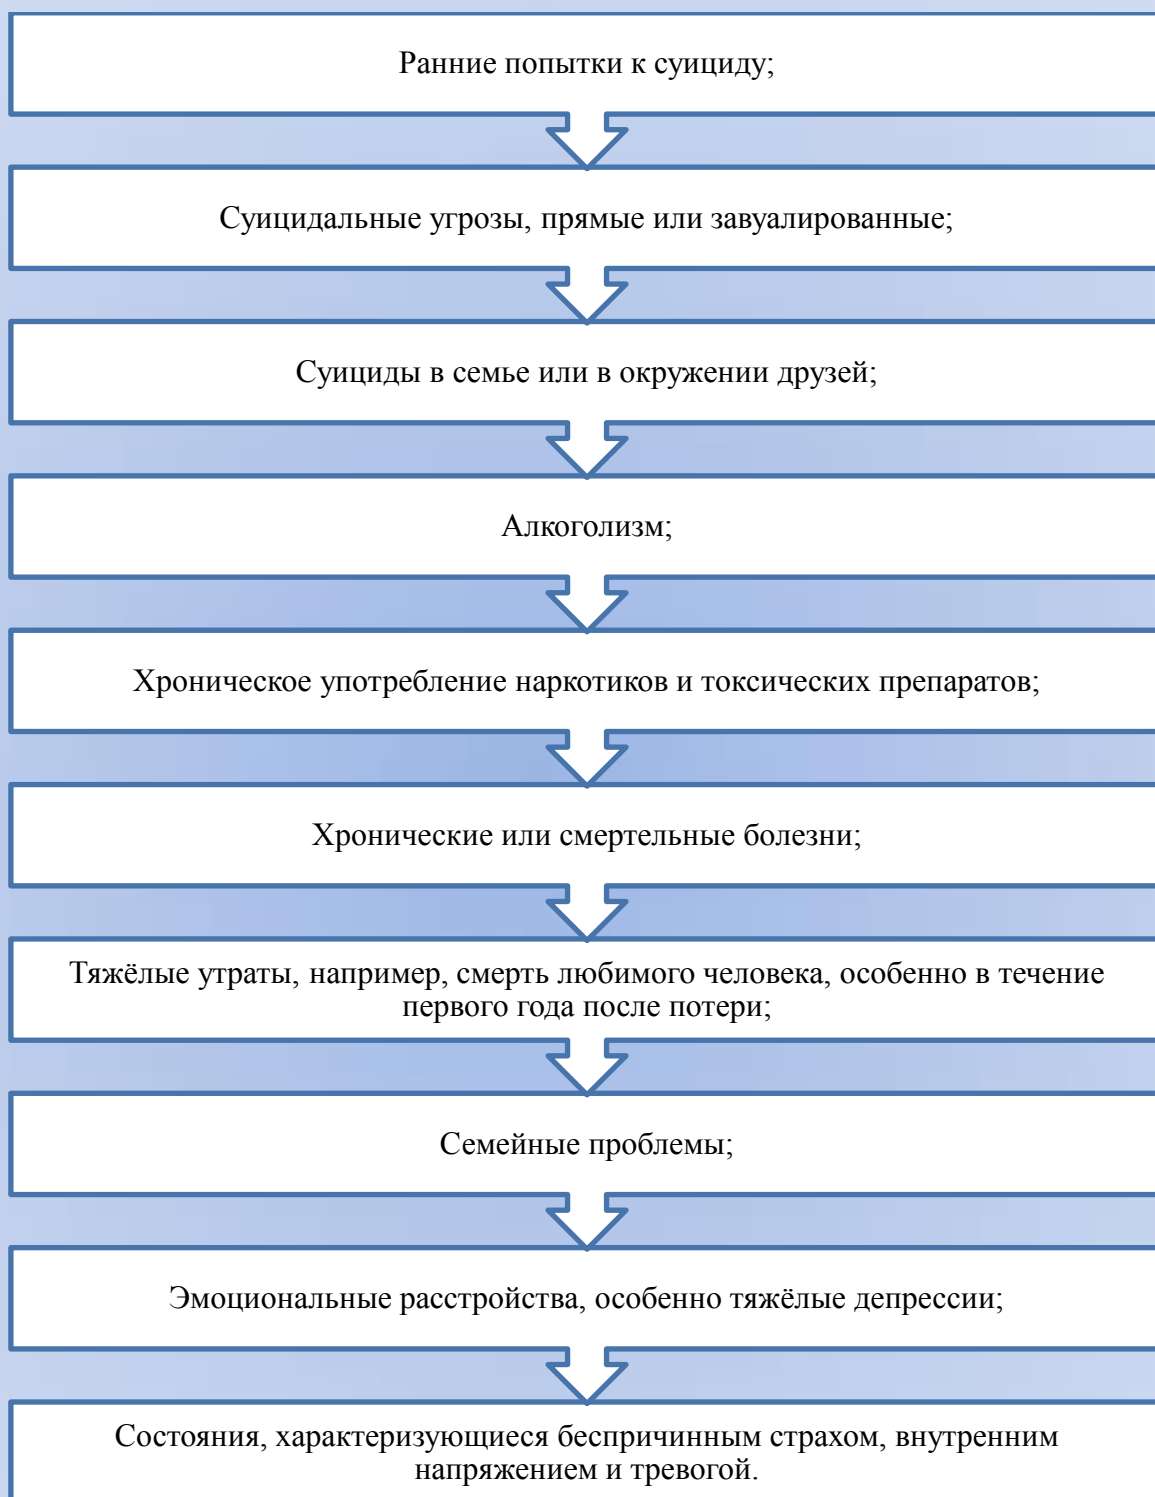 Ранние попытки к суициду;
Суицидальные угрозы, прямые или завуалированные;
Суициды в семье или в окружении друзей;
Алкоголизм;
Хроническое употребление наркотиков и токсических препаратов;
Хронические или смертельные болезни;
Тяжёлые утраты, например, смерть любимого человека, особенно в течение
первого года после потери;
Семейные проблемы;
Эмоциональные расстройства, особенно тяжёлые депрессии;
Состояния, характеризующиеся беспричинным страхом, внутренним
напряжением и тревогой.